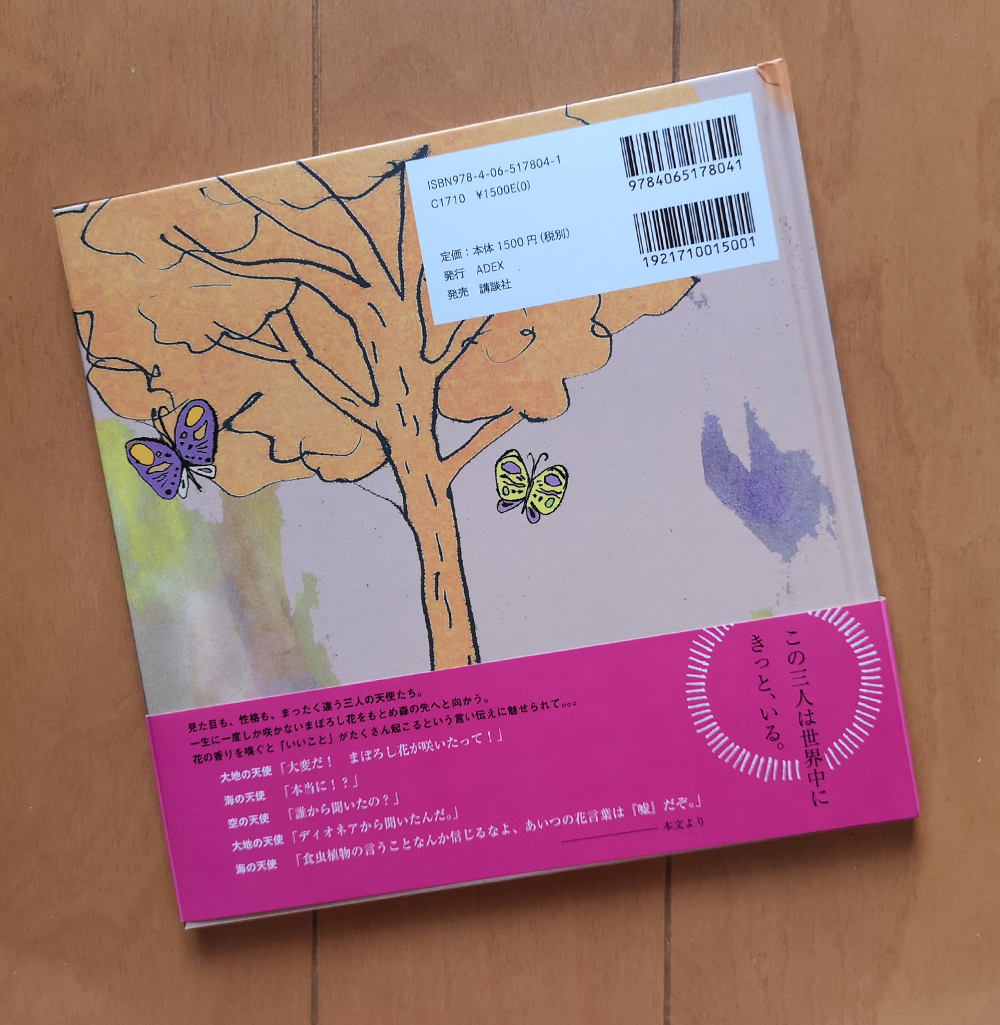 ISBN978-4-06-517804-1
C1710 ¥1500E(0)
9784065178041
定価：本体1500円(税別)
発行 ADEX
発売 講談社
1921710015001
この三人は世界中に
きっと、いる。
見た目も、性格も、まったく違う三人の天使たち。
一生に一度しか咲かないまぼろし花をもとめ森の先へと向かう。
花の香りを嗅ぐと「いいこと」がたくさん起こるという言い伝えに魅せられて。。。
大地の天使「大変だ！ まぼろし花が咲いたって！」
海の天使「本当に！？」
空の天使「誰から聞いたの？」
大地の天使「ディオネアから聞いたんだ。」
海の天使「食虫植物の言うことなんか信じるなよ、あいつの花言葉は『嘘』だぞ。」
本文より